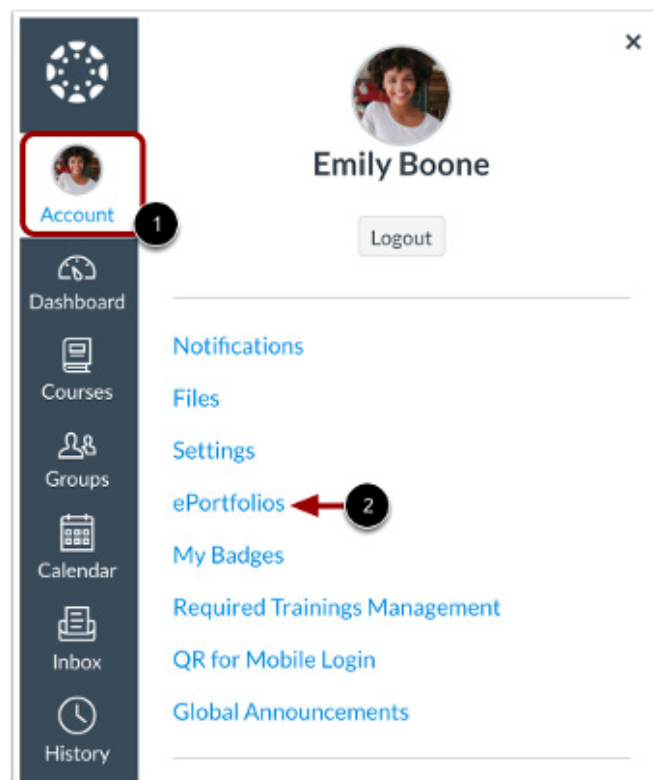 Account
1
Dashboard
Courses
Groups
Calendar
Inbox
History
×
Emily Boone
Logout
Notifications
Files
Settings
ePortfolios
2
My Badges
Required Trainings Management
QR for Mobile Login
Global Announcements